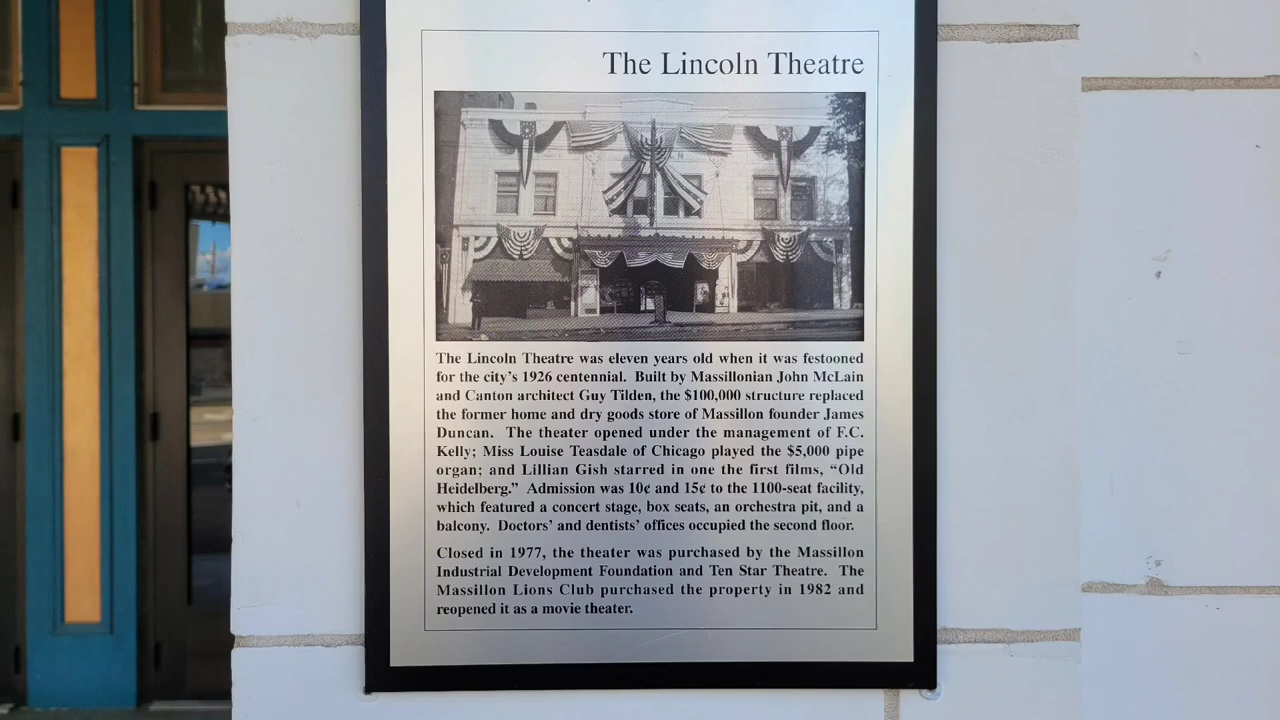 The Lincoln Theatre
The Lincoln Theatre was eleven years old when it was festooned
for the city's 1926 centennial. Built by Massillonian John McLain
and Canton architect Guy Tilden, the $100,000 structure replaced
the former home and dry goods store of Massillon founder James
Duncan. The theater opened under the management of F.C.
Kelly; Miss Louise Teasdale of Chicago played the $5,000 pipe
organ; and Lillian Gish starred in one the first films, “Old
Heidelberg.” Admission was 10¢ and 15¢ to the 1100-seat facility,
which featured a concert stage, box seats, an orchestra pit, and a
balcony. Doctors' and dentists' offices occupied the second floor.
Closed in 1977, the theater was purchased by the Massillon
Industrial Development Foundation and Ten Star Theatre. The
Massillon Lions Club purchased the property in 1982 and
reopened it as a movie theater.